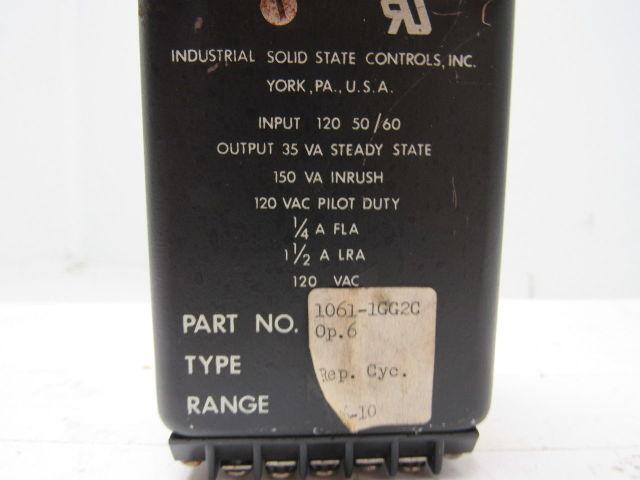 INDUSTRIAL SOLID STATE CONTROLS, INC.
YORK, PA., U.S.A.
INPUT 120 50/60
OUTPUT 35 VA STEADY STATE
150 VA INRUSH
120 VAC PILOT DUTY
1/4 A FLA
1 1/2 A LRA
120 VAC
PART NO. 1061-1GG2C
Op.6
TYPE Rep. Cyc.
RANGE -10